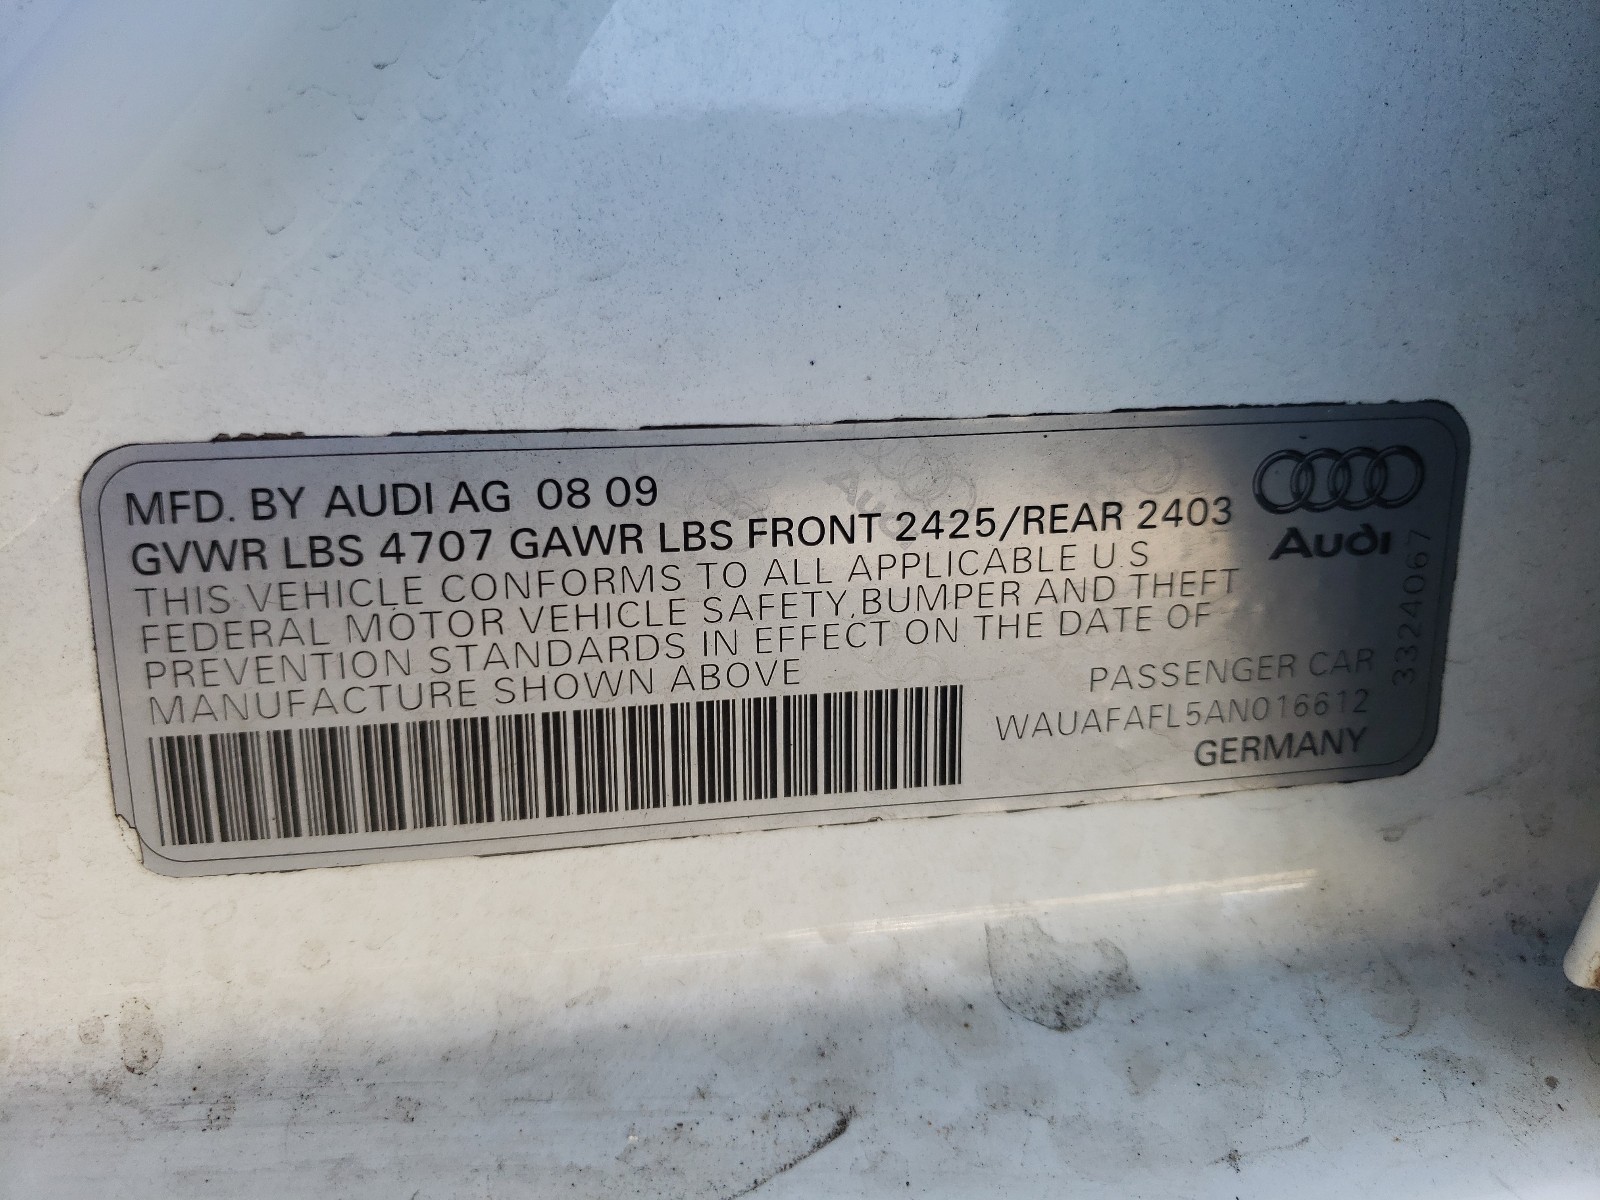 MFD. BY AUDI AG 08 09
GVWR LBS 4707 GAWR LBS FRONT 2425/REAR 2403
THIS VEHICLE CONFORMS TO ALL APPLICABLE U.S
FEDERAL MOTOR VEHICLE SAFETY,BUMPER AND THEFT
PREVENTION STANDARDS IN EFFECT ON THE DATE OF
MANUFACTURE SHOWN ABOVE
PASSENGER CAR
WAUAFAFL5AN016612
GERMANY
Audi
3324067